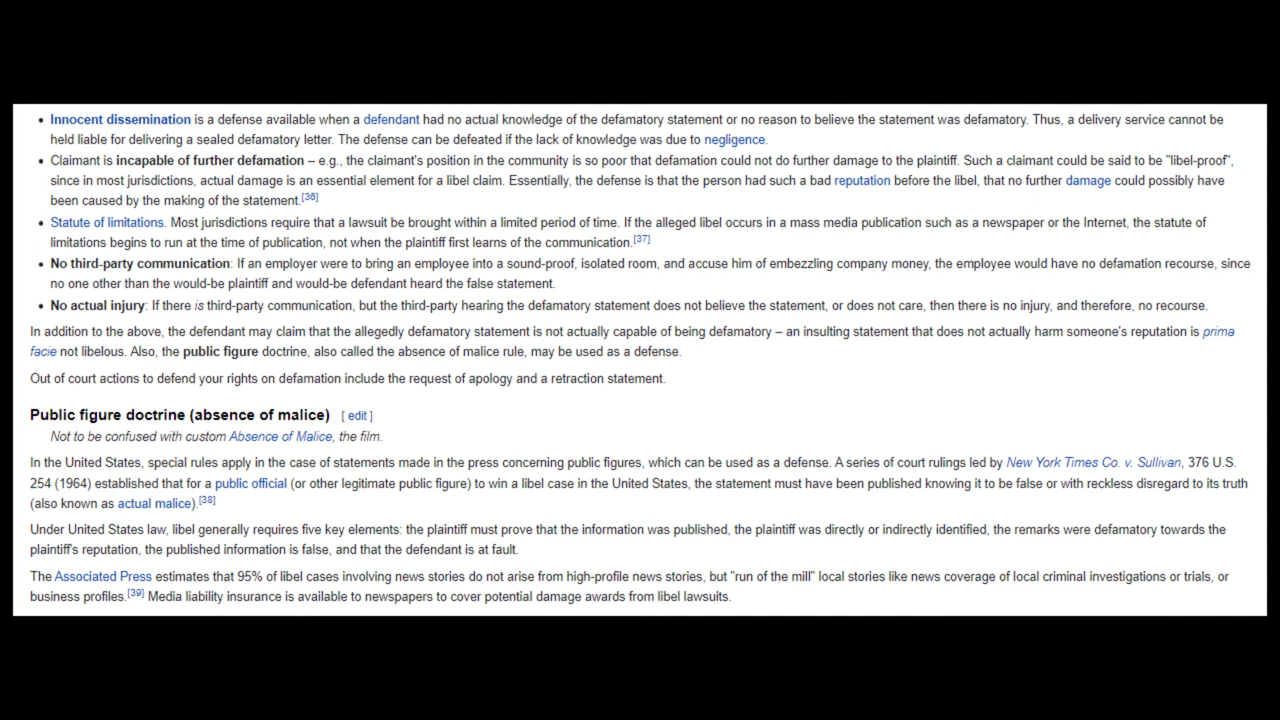 • Innocent dissemination is a defense available when a defendant had no actual knowledge of the defamatory statement or no reason to believe the statement was defamatory. Thus, a delivery service cannot be
held liable for delivering a sealed defamatory letter. The defense can be defeated if the lack of knowledge was due to negligence.
• Claimant is incapable of further defamation – e.g., the claimant's position in the community is so poor that defamation could not do further damage to the plaintiff. Such a claimant could be said to be "libel-proof",
since in most jurisdictions, actual damage is an essential element for a libel claim. Essentially, the defense is that the person had such a bad reputation before the libel, that no further damage could possibly have
been caused by the making of the statement.[36]
• Statute of limitations. Most jurisdictions require that a lawsuit be brought within a limited period of time. If the alleged libel occurs in a mass media publication such as a newspaper or the Internet, the statute of
limitations begins to run at the time of publication, not when the plaintiff first learns of the communication.[37]
• No third-party communication: If an employer were to bring an employee into a sound-proof, isolated room, and accuse him of embezzling company money, the employee would have no defamation recourse, since
no one other than the would-be plaintiff and would-be defendant heard the false statement.
• No actual injury: If there is third-party communication, but the third-party hearing the defamatory statement does not believe the statement, or does not care, then there is no injury, and therefore, no recourse.
In addition to the above, the defendant may claim that the allegedly defamatory statement is not actually capable of being defamatory – an insulting statement that does not actually harm someone's reputation is prima
facie not libelous. Also, the public figure doctrine, also called the absence of malice rule, may be used as a defense.
Out of court actions to defend your rights on defamation include the request of apology and a retraction statement.
Public figure doctrine (absence of malice) [ edit ]
Not to be confused with custom Absence of Malice, the film.
In the United States, special rules apply in the case of statements made in the press concerning public figures, which can be used as a defense. A series of court rulings led by New York Times Co. v. Sullivan, 376 U.S.
254 (1964) established that for a public official (or other legitimate public figure) to win a libel case in the United States, the statement must have been published knowing it to be false or with reckless disregard to its truth
(also known as actual malice).[38]
Under United States law, libel generally requires five key elements: the plaintiff must prove that the information was published, the plaintiff was directly or indirectly identified, the remarks were defamatory towards the
plaintiff's reputation, the published information is false, and that the defendant is at fault.
The Associated Press estimates that 95% of libel cases involving news stories do not arise from high-profile news stories, but "run of the mill" local stories like news coverage of local criminal investigations or trials, or
business profiles.[39] Media liability insurance is available to newspapers to cover potential damage awards from libel lawsuits.